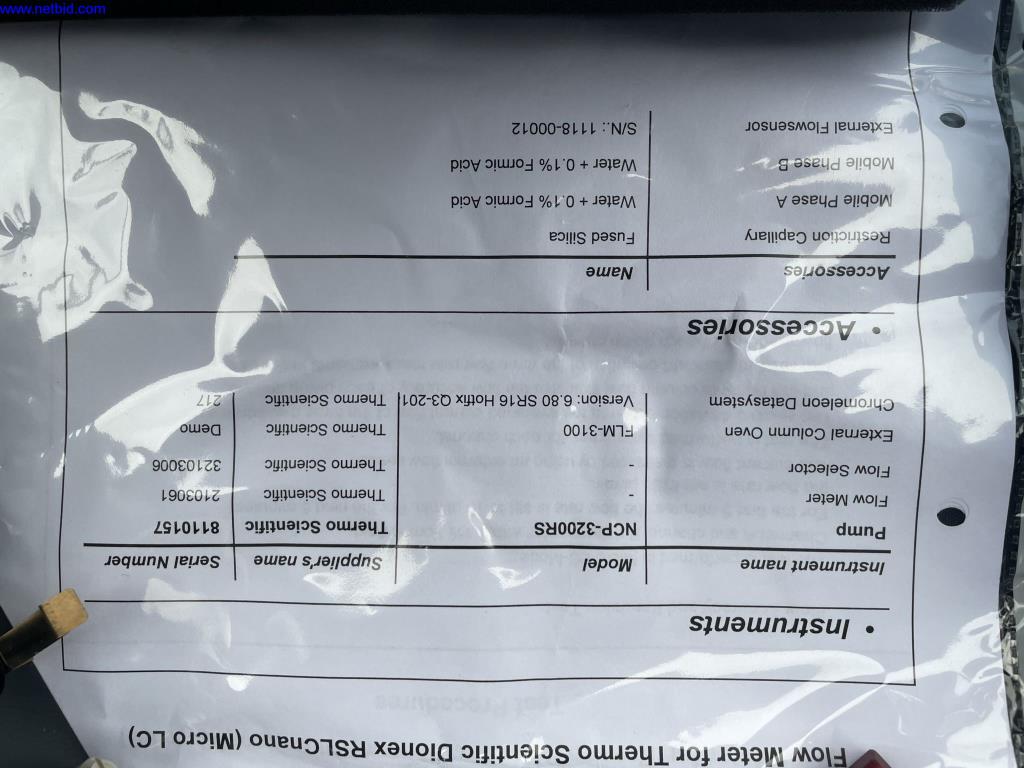 www.netbid.com
Flow Meter for Thermo Scientific Dionex RSLCnano (Micro LC)
• Instruments
Instrument name Model Supplier's name Serial Number
Pump NCP-3200RS Thermo Scientific 8110157
Flow Meter - Thermo Scientific 2103061
Flow Selector - Thermo Scientific 32103006
External Column Oven FLM-3100 Thermo Scientific Demo
Chromeleon Datasystem Version: 6.80 SR16 Hotfix Q3-201 Thermo Scientific 217
• Accessories
Accessories Name
Restriction Capillary Fused Silica
Mobile Phase A Water + 0.1% Formic Acid
Mobile Phase B Water + 0.1% Formic Acid
External Flowsensor S/N.: 1118-00012
Test Procedures